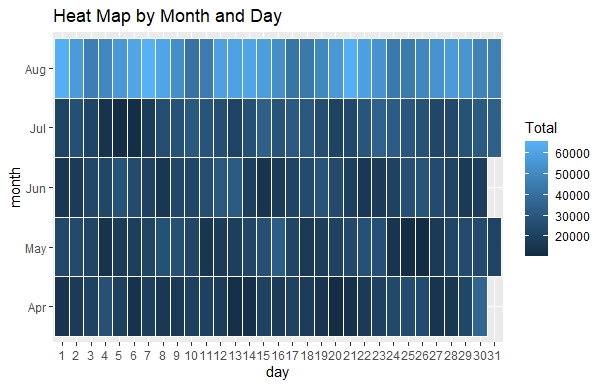 Heat Map by Month and Day
Aug
Jul
Jun
May
Apr
month
1 2 3 4 5 6 7 8 9 10 11 12 13 14 15 16 17 18 19 20 21 22 23 24 25 26 27 28 29 30 31
day
Total
60000
50000
40000
30000
20000